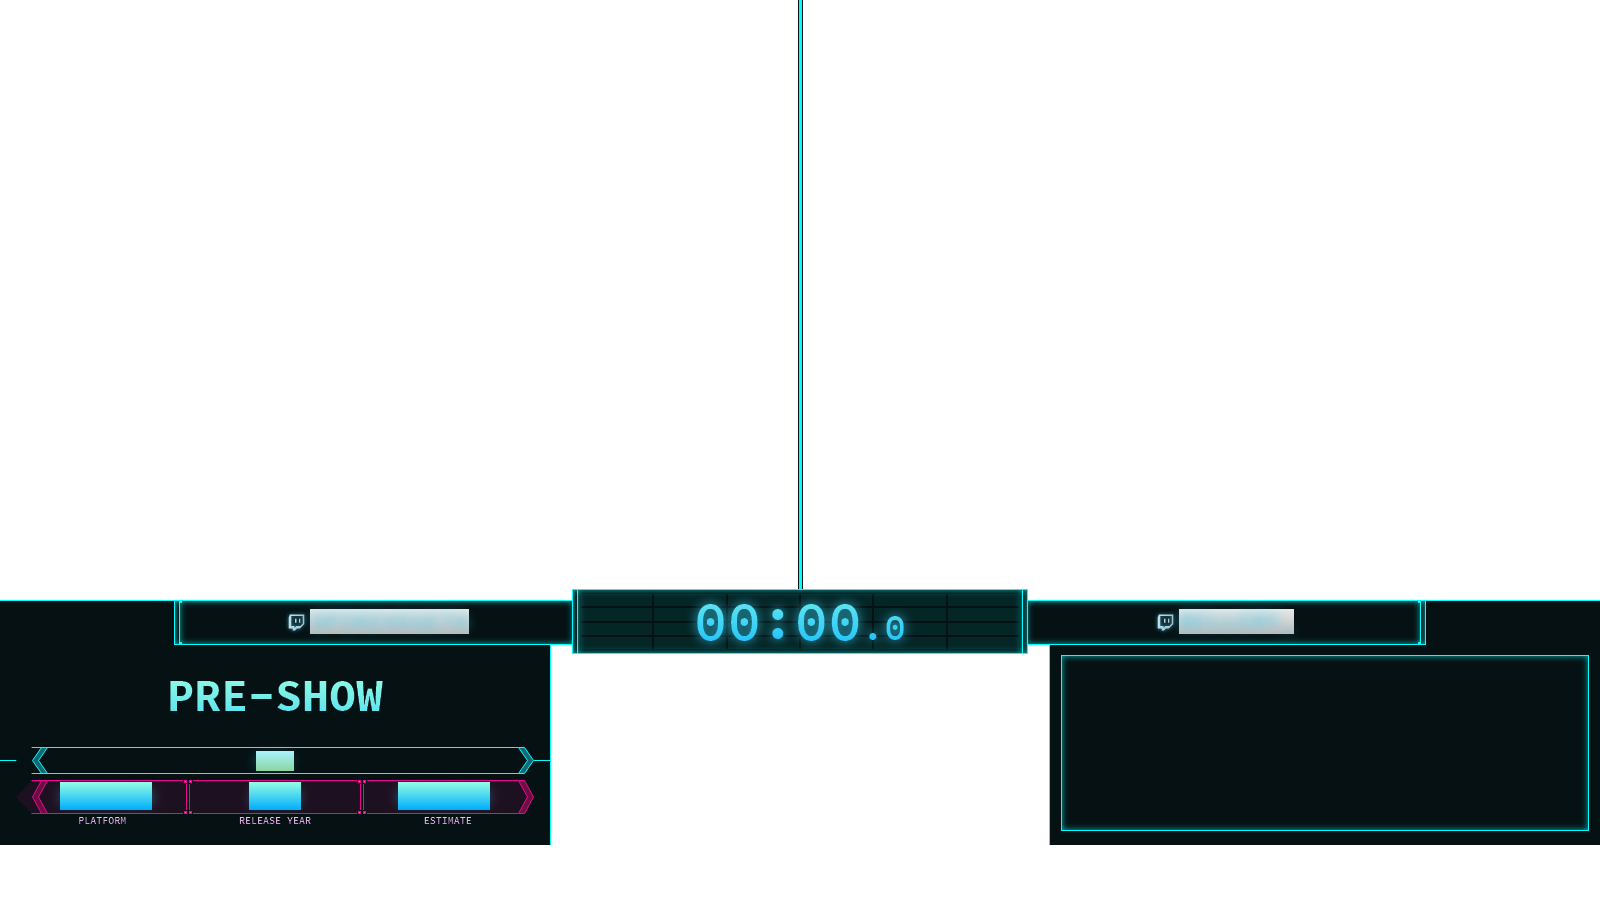 00:00.0
PRE-SHOW
PLATFORM
RELEASE YEAR
ESTIMATE